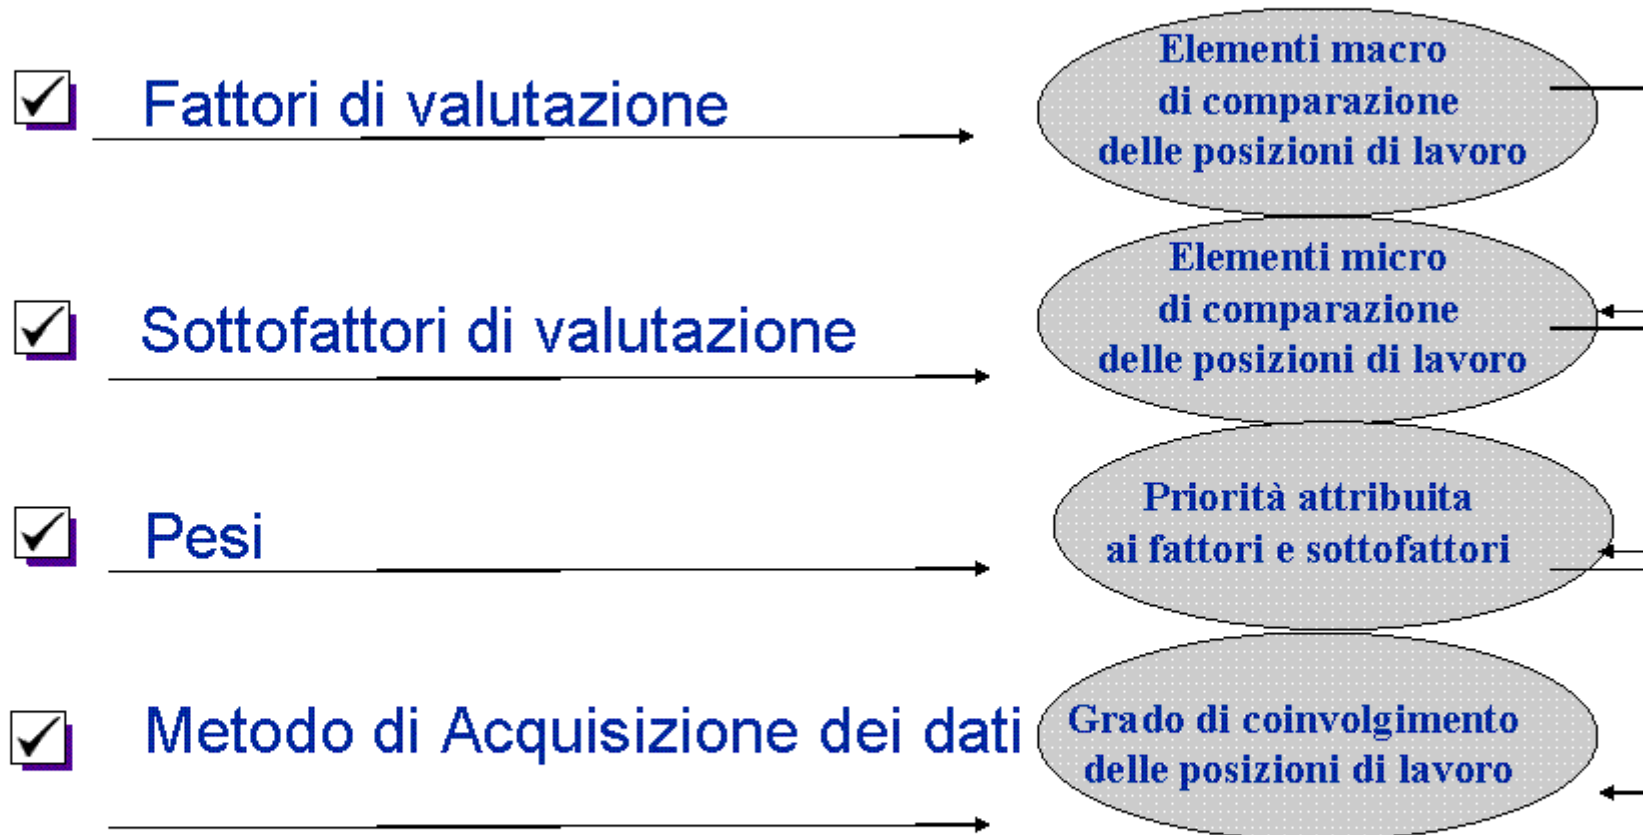 Fattori di valutazione
Elementi macro
di comparazione
delle posizioni di lavoro
Sottofattori di valutazione
Elementi micro
di comparazione
delle posizioni di lavoro
Pesi
Priorità attribuita
ai fattori e sottofattori
Metodo di Acquisizione dei dati
Grado di coinvolgimento
delle posizioni di lavoro